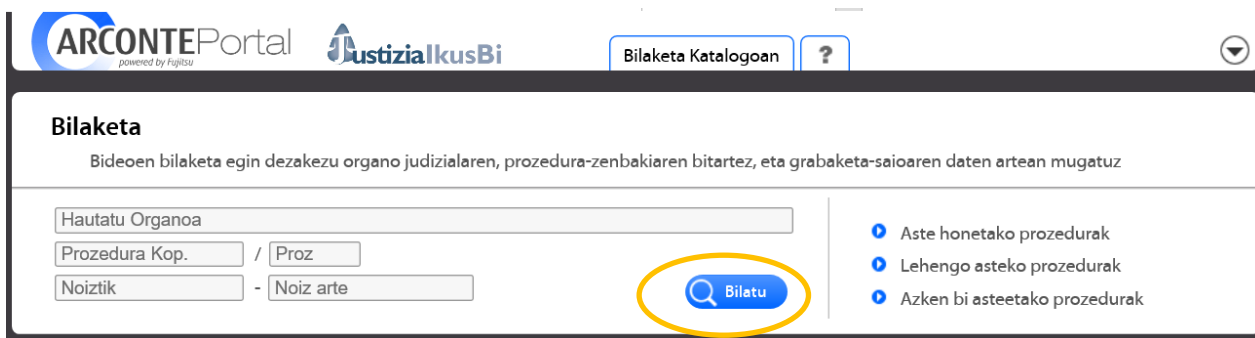 ARCONTEPortal
powered by Fujitsu
JustiziaIkusBi
Bilaketa Katalogoan
?
Bilaketa
Bideoen bilaketa egin dezakezu organo judizialaren, prozedura-zenbakiaren bitartez, eta grabaketa-saioaren daten artean mugatuz
Hautatu Organoa
Prozedura Kop. / Proz
Noiztik - Noiz arte
Bilatu
Aste honetako prozedurak
Lehengo asteko prozedurak
Azken bi asteetako prozedurak